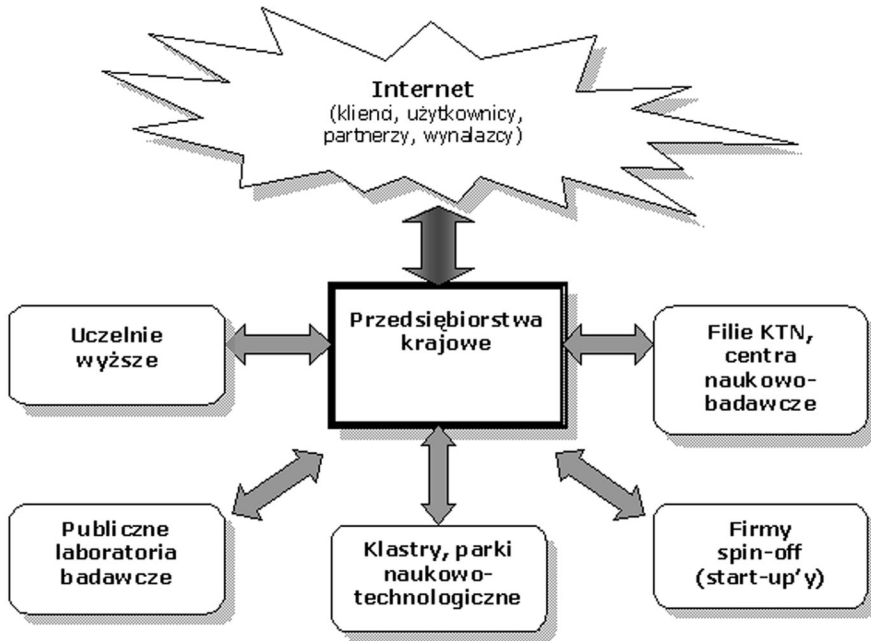 Internet
(klienci, użytkownicy,
partnerzy, wynalazcy)
Przedsiębiorstwa
krajowe
Uczelnie
wyższe
Filie KTN,
centra
naukowo-
badawcze
Publiczne
laboratoria
badawcze
Klastry, parki
naukowo-
technologiczne
Firmy
spin-off
(start-up’y)